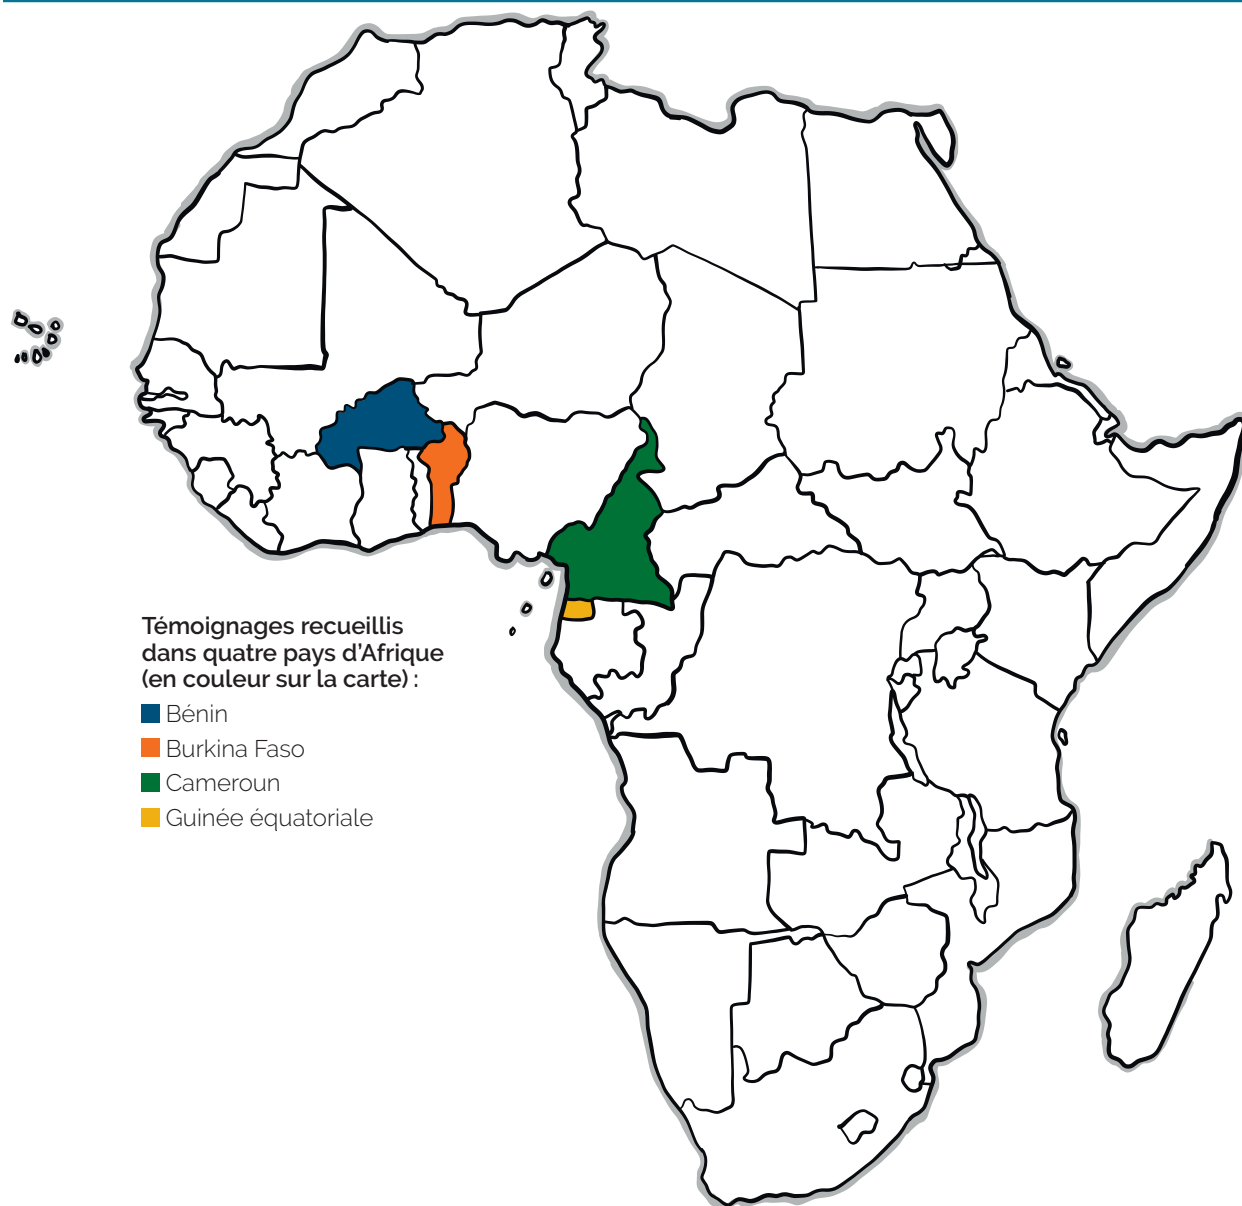 Témoignages recueillis
dans quatre pays d'Afrique
(en couleur sur la carte) :
Bénin
Burkina Faso
Cameroun
Guinée équatoriale